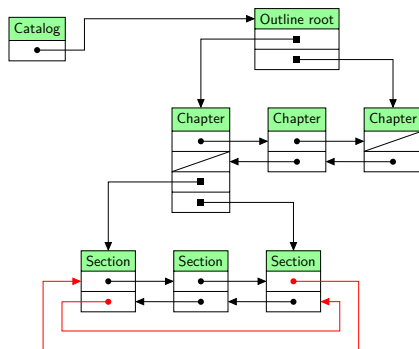 Outline root
Catalog
Chapter
Chapter
Chapter
Section
Section
Section